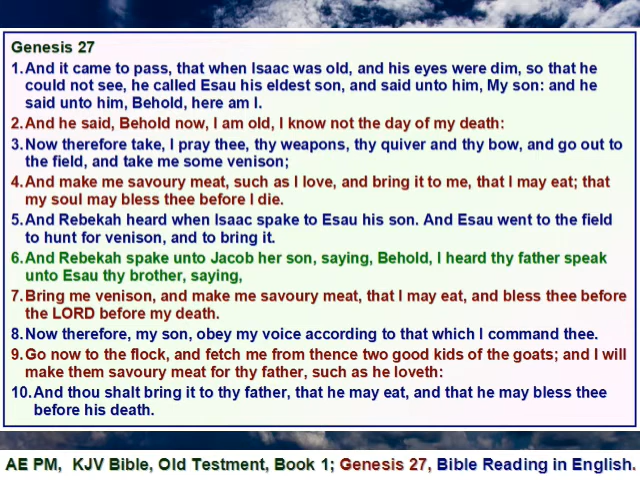 Genesis 27
1.And it came to pass, that when Isaac was old, and his eyes were dim, so that he
could not see, he called Esau his eldest son, and said unto him, My son: and he
said unto him, Behold, here am I.
2.And he said, Behold now, I am old, I know not the day of my death:
3.Now therefore take, I pray thee, thy weapons, thy quiver and thy bow, and go out to
the field, and take me some venison;
4.And make me savoury meat, such as I love, and bring it to me, that I may eat; that
my soul may bless thee before I die.
5.And Rebekah heard when Isaac spake to Esau his son. And Esau went to the field
to hunt for venison, and to bring it.
6.And Rebekah spake unto Jacob her son, saying, Behold, I heard thy father speak
unto Esau thy brother, saying,
7.Bring me venison, and make me savoury meat, that I may eat, and bless thee before
the LORD before my death.
8.Now therefore, my son, obey my voice according to that which I command thee.
9.Go now to the flock, and fetch me from thence two good kids of the goats; and I will
make them savoury meat for thy father, such as he loveth:
10.And thou shalt bring it to thy father, that he may eat, and that he may bless thee
before his death.
AE PM, KJV Bible, Old Testment, Book 1; Genesis 27, Bible Reading in English.